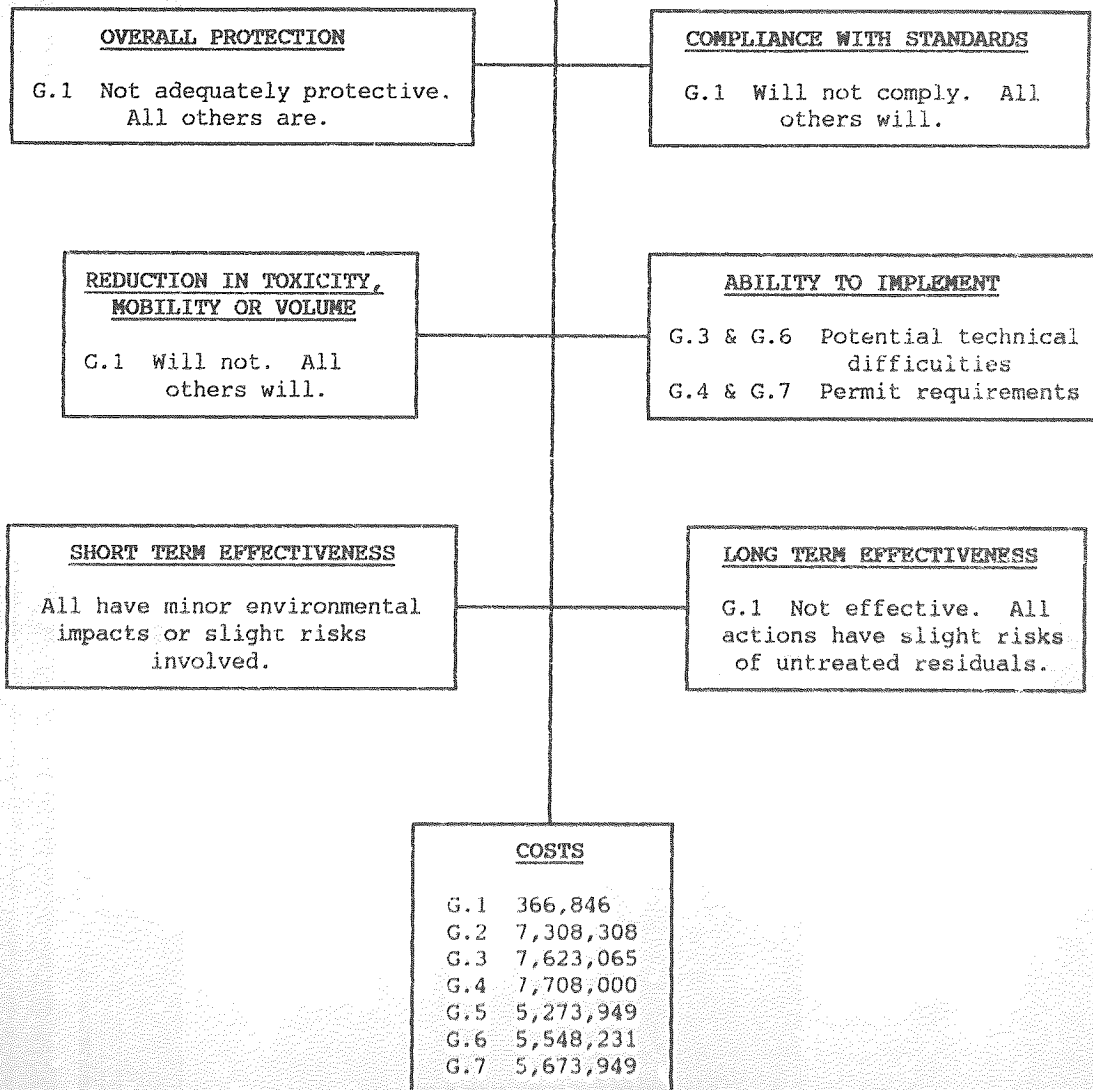 OVERALL PROTECTION
G.1 Not adequately protective.
All others are.
COMPLIANCE WITH STANDARDS
G.1 Will not comply. All
others will.
REDUCTION IN TOXICITY,
MOBILITY OR VOLUME
G.1 Will not. All
others will.
ABILITY TO IMPLEMENT
G.3 & G.6 Potential technical
difficulties
G.4 & G.7 Permit requirements
SHORT TERM EFFECTIVENESS
All have minor environmental
impacts or slight risks
involved.
LONG TERM EFFECTIVENESS
G.1 Not effective. All
actions have slight risks
of untreated residuals.
COSTS
G.1 366,846
G.2 7,308,308
G.3 7,623,065
G.4 7,708,000
G.5 5,273,949
G.6 5,548,231
G.7 5,673,949